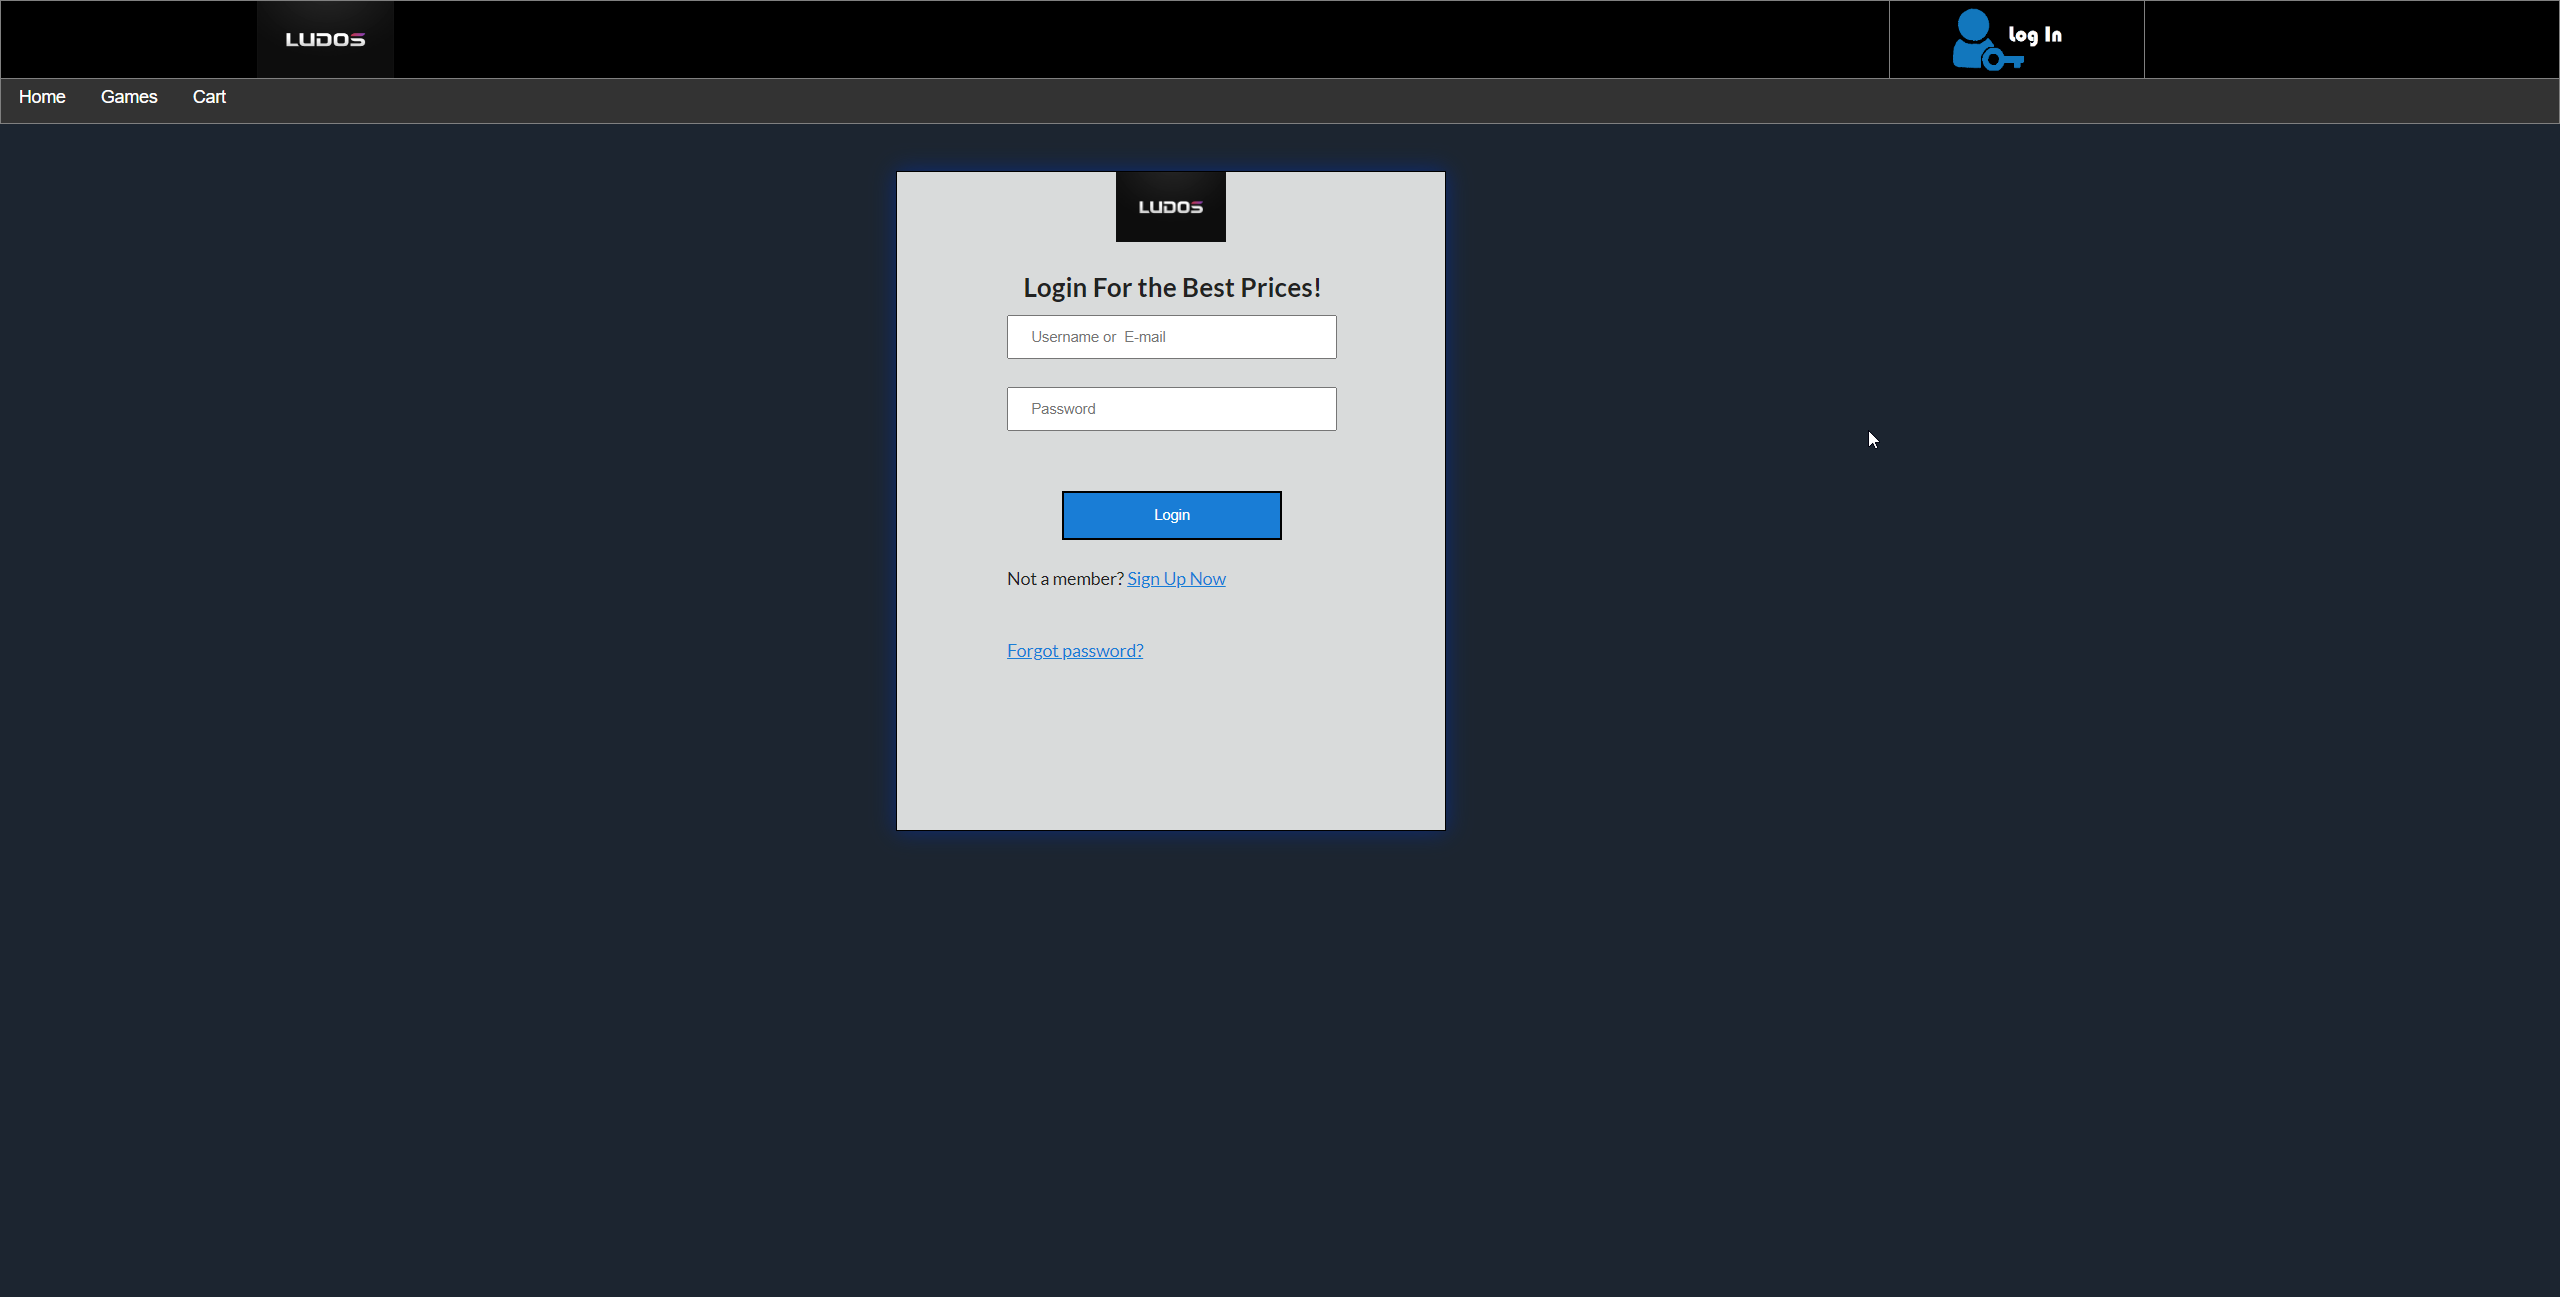 LUDOS
Log In
Home Games Cart
LUDOS
Login For the Best Prices!
Username or  E-mail
Password
Login
Not a member? Sign Up Now
Forgot password?